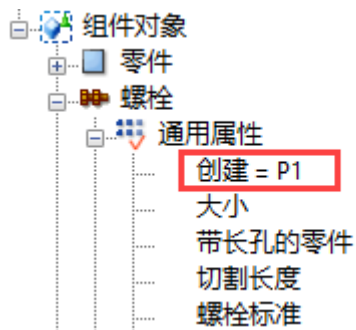 组件对象
零件
螺栓
通用属性
创建 = P1
大小
带长孔的零件
切割长度
螺栓标准